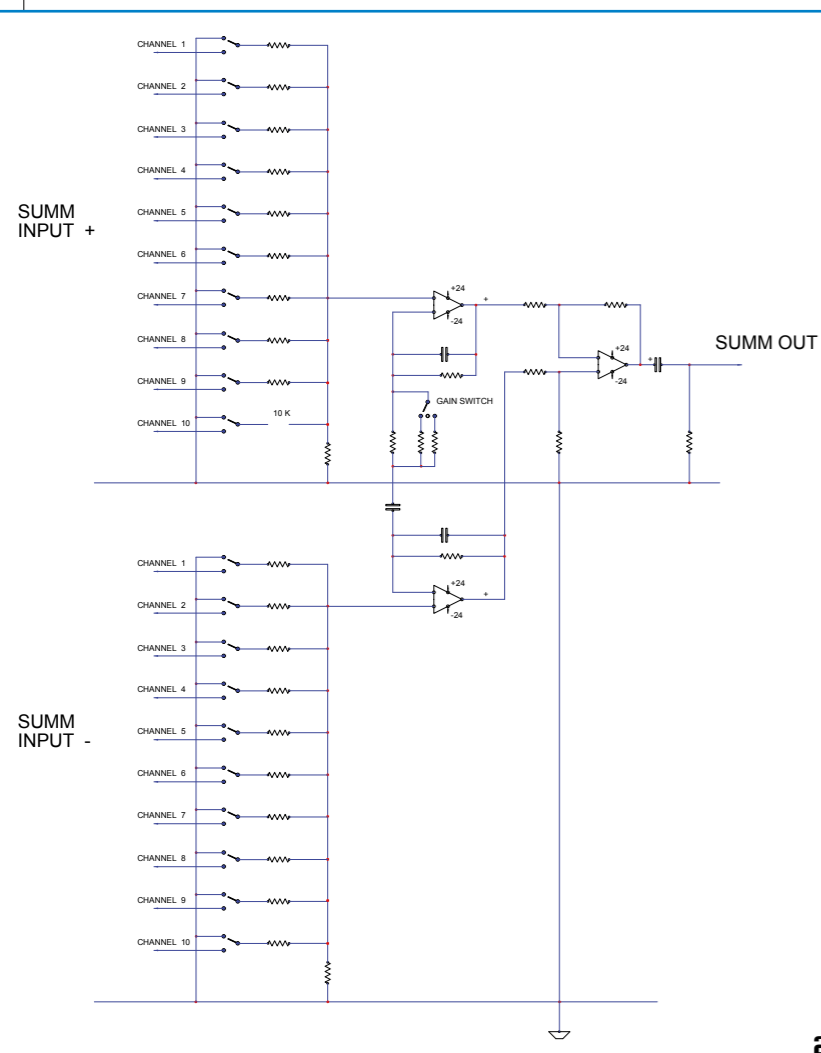 CHANNEL 1
CHANNEL 2
CHANNEL 3
CHANNEL 4
SUMM
INPUT +
CHANNEL 5
CHANNEL 6
CHANNEL 7
+24
+
-24
CHANNEL 8
+24
+
-24
SUMM OUT
CHANNEL 9
GAIN SWITCH
CHANNEL 10
10 K
CHANNEL 1
+24
+
-24
CHANNEL 2
CHANNEL 3
CHANNEL 4
SUMM
INPUT -
CHANNEL 5
CHANNEL 6
CHANNEL 7
CHANNEL 8
CHANNEL 9
CHANNEL 10